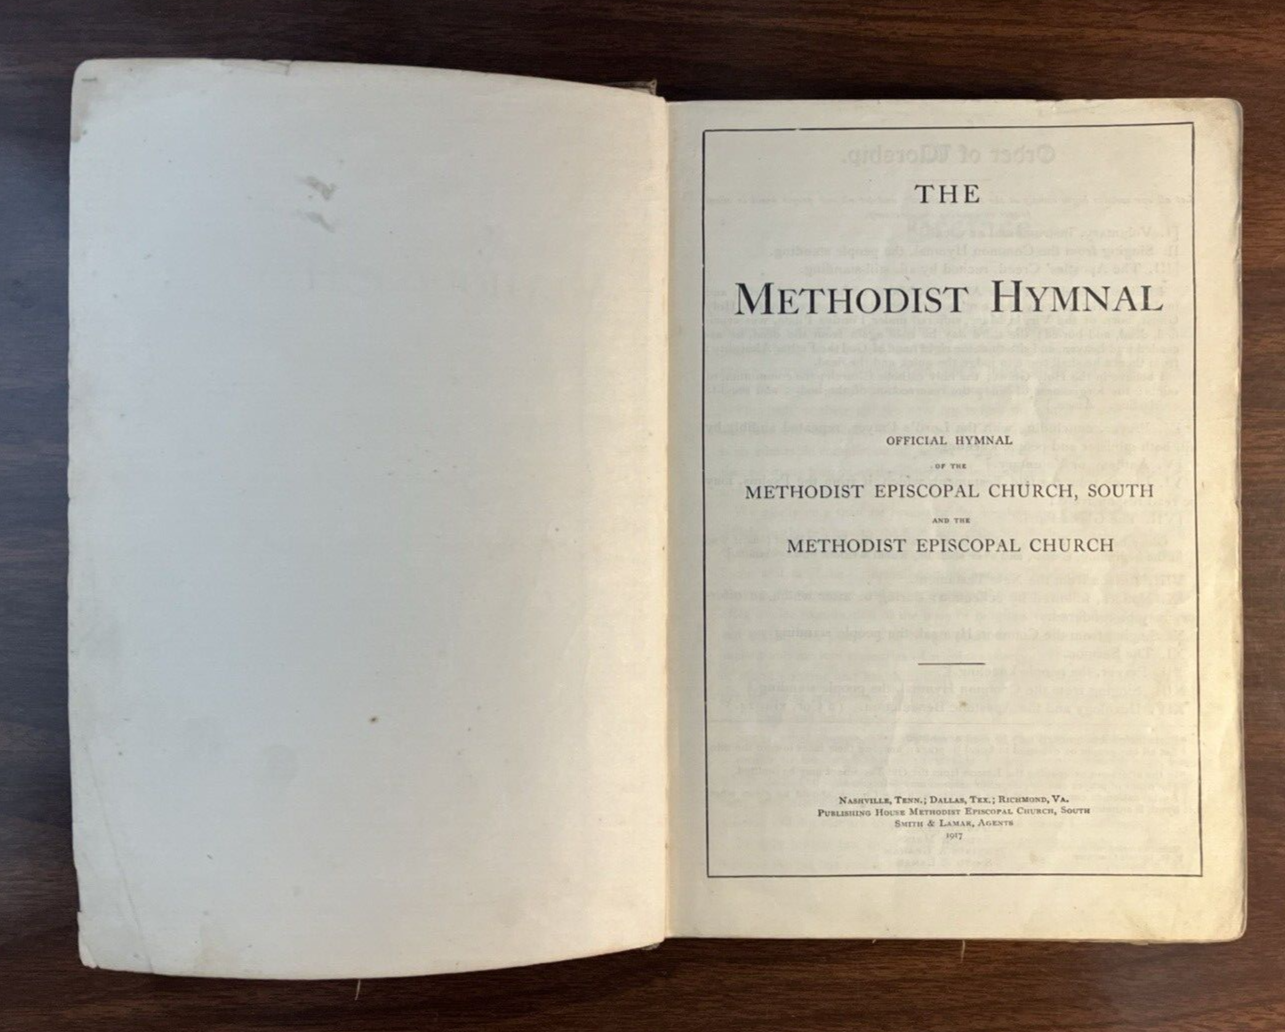 THE
METHODIST HYMNAL
OFFICIAL HYMNAL
OF THE
METHODIST EPISCOPAL CHURCH, SOUTH
AND THE
METHODIST EPISCOPAL CHURCH
NASHVILLE, TENN.; DALLAS, TEX.; RICHMOND, VA.
PUBLISHING HOUSE METHODIST EPISCOPAL CHURCH, SOUTH
SMITH & LAMAR, AGENTS
1917